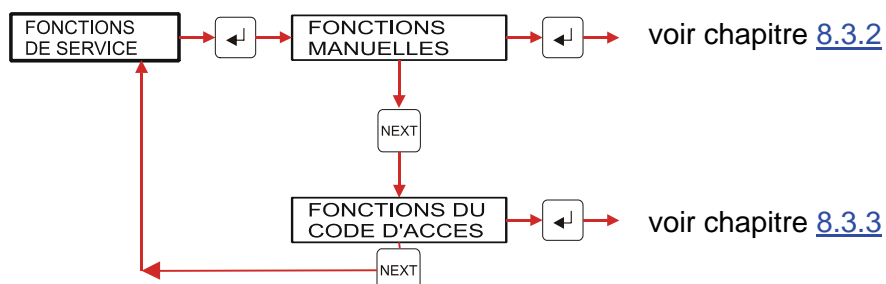 FONCTIONS
DE SERVICE
FONCTIONS
MANUELLES
voir chapitre 8.3.2
NEXT
FONCTIONS DU
CODE D'ACCES
voir chapitre 8.3.3
NEXT